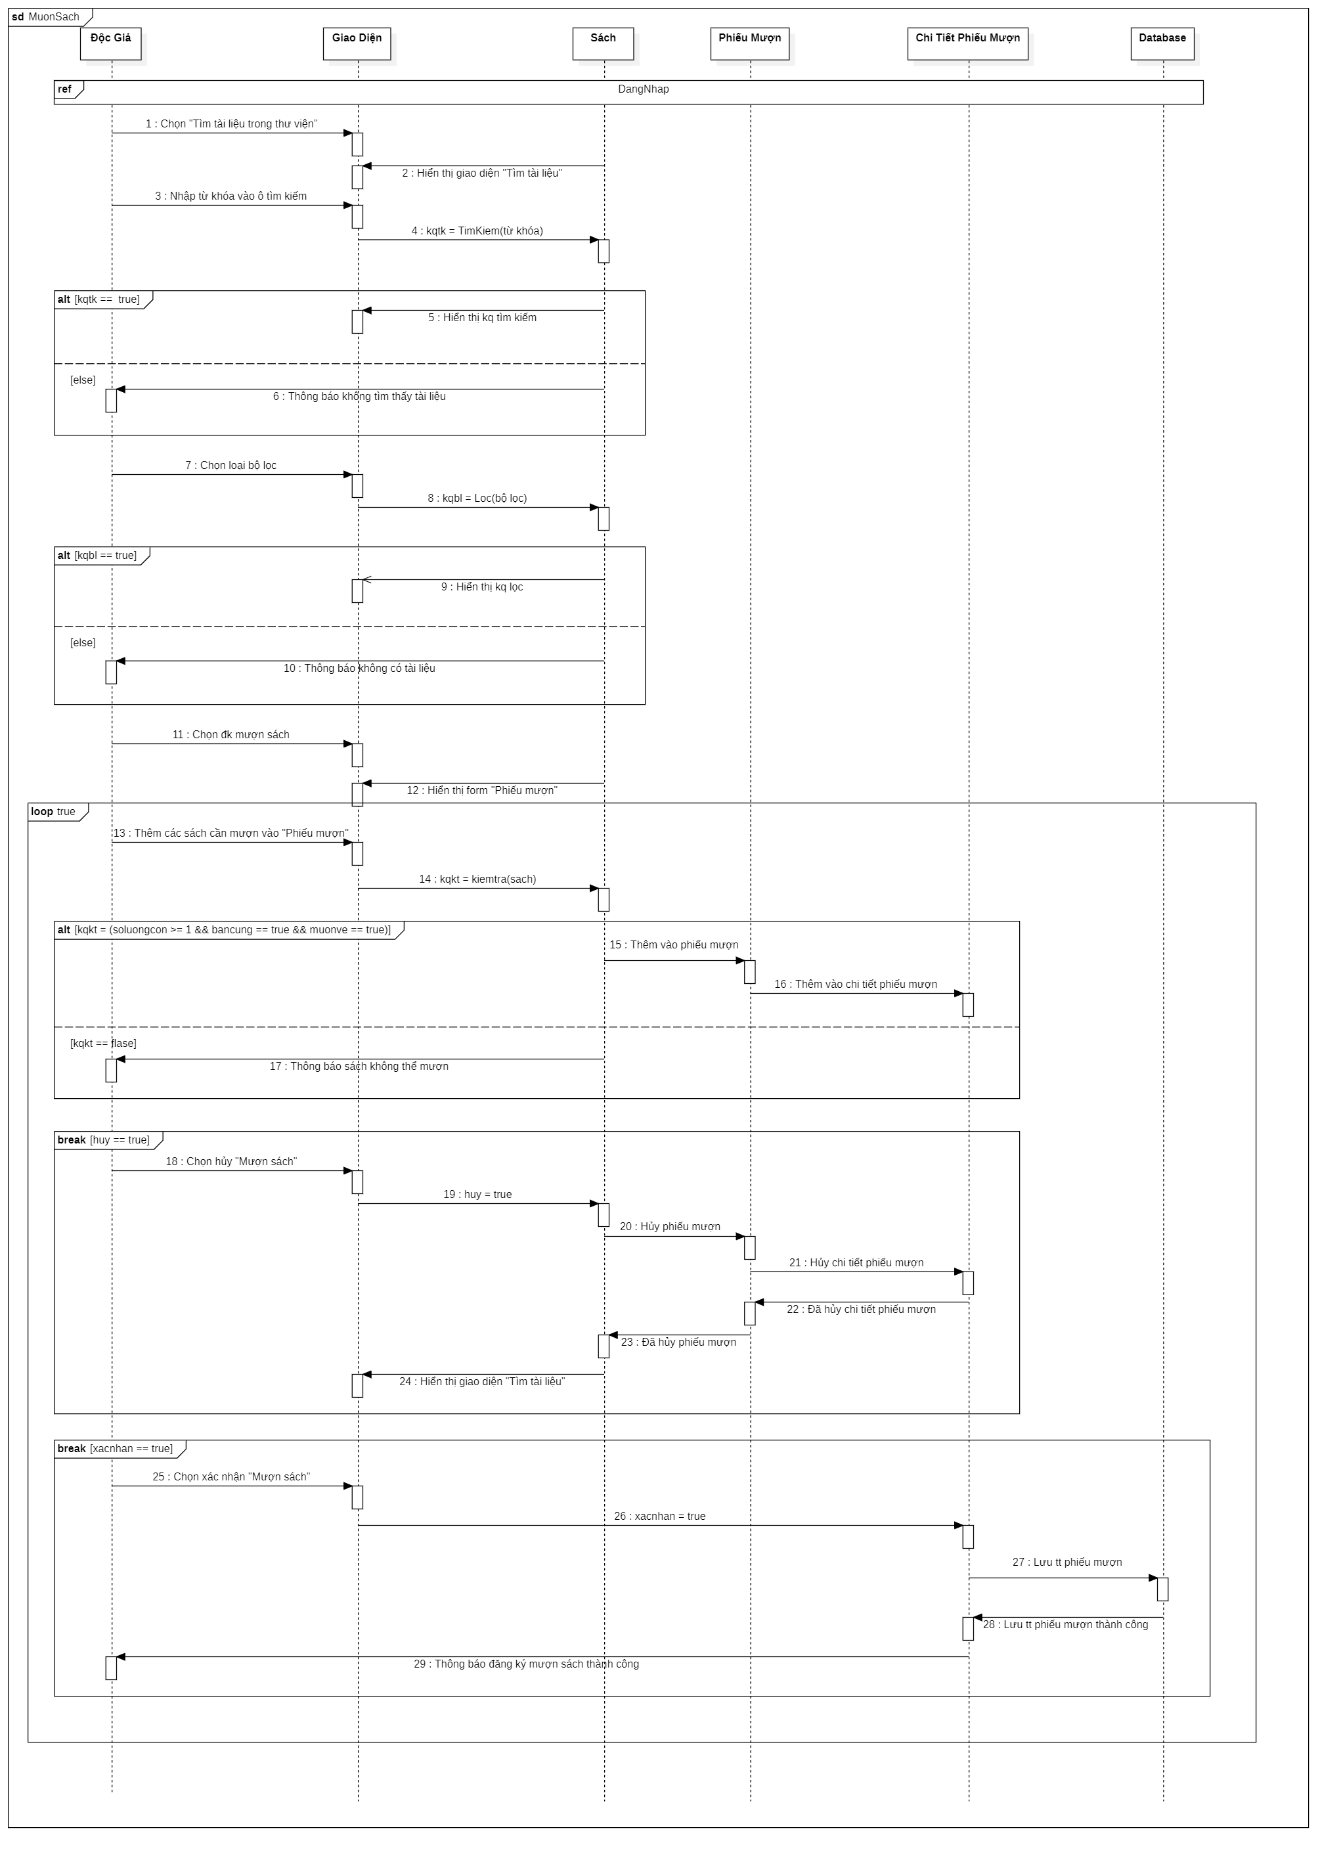 sd MuonSach
Độc Giả
Giao Diện
Sách
Phiếu Mượn
Chi Tiết Phiếu Mượn
Database
ref
DangNhap
1 : Chọn "Tìm tài liệu trong thư viện"
2 : Hiển thị giao diện "Tìm tài liệu"
3 : Nhập từ khóa vào ô tìm kiếm
4 : kqtk = TimKiem(từ khóa)
alt [kqtk == true]
5 : Hiển thị kq tìm kiếm
[else]
6 : Thông báo không tìm thấy tài liệu
7 : Chọn loại bộ lọc
8 : kqbl = Loc(bộ lọc)
alt [kqbl == true]
9 : Hiển thị kq lọc
[else]
10 : Thông báo không có tài liệu
11 : Chọn đk mượn sách
12 : Hiển thị form "Phiếu mượn"
loop true
13 : Thêm các sách cần mượn vào "Phiếu mượn"
14 : kqkt = kiemtra(sach)
alt [kqkt = (soluongcon >= 1 && bancung == true && muonve == true)]
15 : Thêm vào phiếu mượn
16 : Thêm vào chi tiết phiếu mượn
[kqkt == flase]
17 : Thông báo sách không thể mượn
break [huy == true]
18 : Chọn hủy "Mượn sách"
19 : huy = true
20 : Hủy phiếu mượn
21 : Hủy chi tiết phiếu mượn
22 : Đã hủy chi tiết phiếu mượn
23 : Đã hủy phiếu mượn
24 : Hiển thị giao diện "Tìm tài liệu"
break [xacnhan == true]
25 : Chọn xác nhận "Mượn sách"
26 : xacnhan = true
27 : Lưu tt phiếu mượn
28 : Lưu tt phiếu mượn thành công
29 : Thông báo đăng ký mượn sách thành công